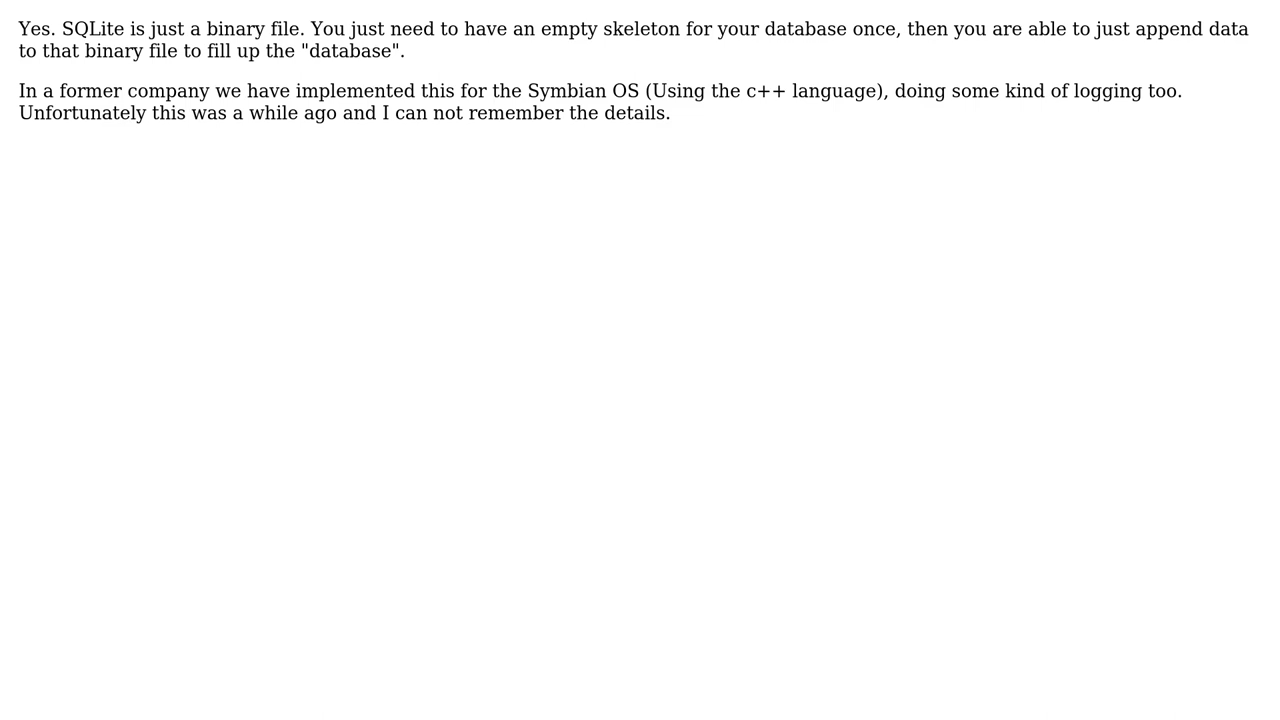 Yes. SQLite is just a binary file. You just need to have an empty skeleton for your database once, then you are able to just append data
to that binary file to fill up the "database".
In a former company we have implemented this for the Symbian OS (Using the c++ language), doing some kind of logging too.
Unfortunately this was a while ago and I can not remember the details.